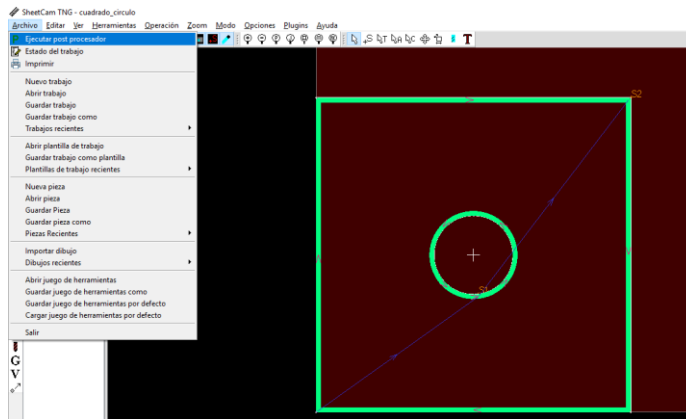 SheetCam TNG - cuadrado_circulo
Archivo Editar Ver Herramientas Operación Zoom Modo Opciones Plugins Ayuda
Ejecutar post procesador
Estado del trabajo
Imprimir
Nuevo trabajo
Abrir trabajo
Guardar trabajo
Guardar trabajo como
Trabajos recientes
Abrir plantilla de trabajo
Guardar trabajo como plantilla
Plantillas de trabajo recientes
Nueva pieza
Abrir pieza
Guardar Pieza
Guardar pieza como
Piezas Recientes
Importar dibujo
Dibujos recientes
Abrir juego de herramientas
Guardar juego de herramientas como
Guardar juego de herramientas por defecto
Cargar juego de herramientas por defecto
Salir
S T A C T
S2
S1
G
V